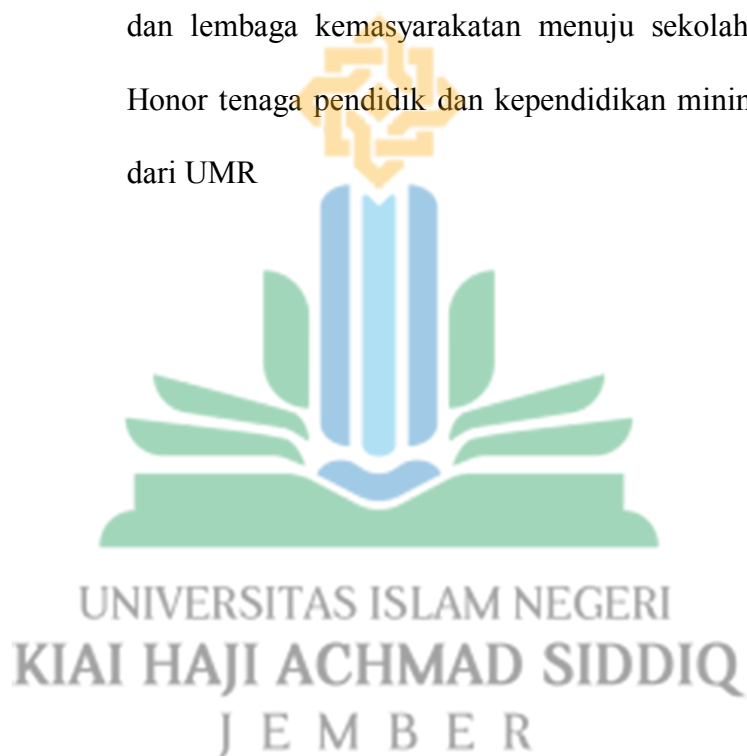 dan lembaga kemasyarakatan menuju sekolah
Honor tenaga pendidik dan kependidikan
dari UMR
UNIVERSITAS ISLAM NEGERI
KIAI HAJI ACHMAD SIDDIQ
JEMBER